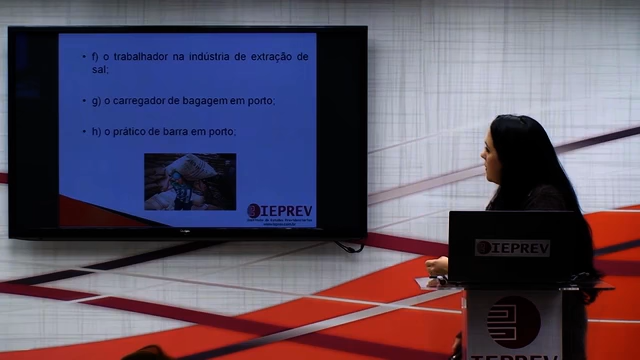 • f) o trabalhador na indústria de extração de
sal;
• g) o carregador de bagagem em porto;
• h) o prático de barra em porto;
IEPREV
IEPREV
IEPREV